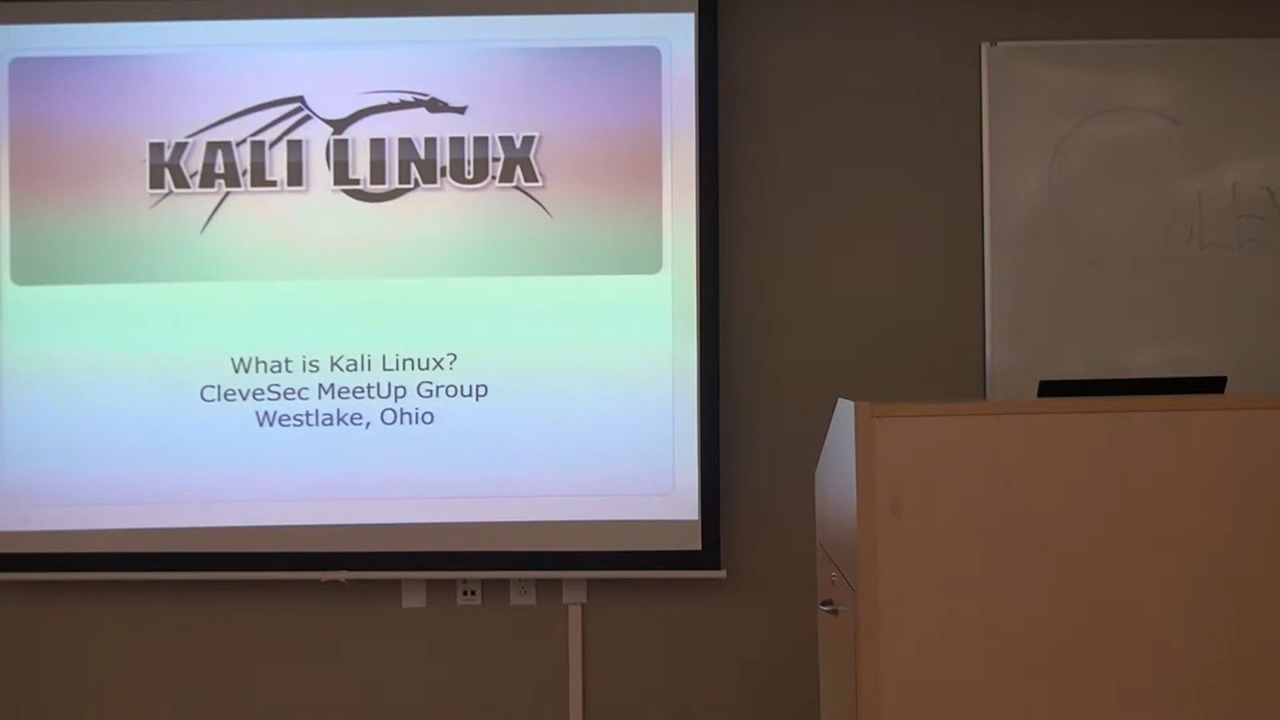 KALI LINUX
What is Kali Linux?
CleveSec MeetUp Group
Westlake, Ohio